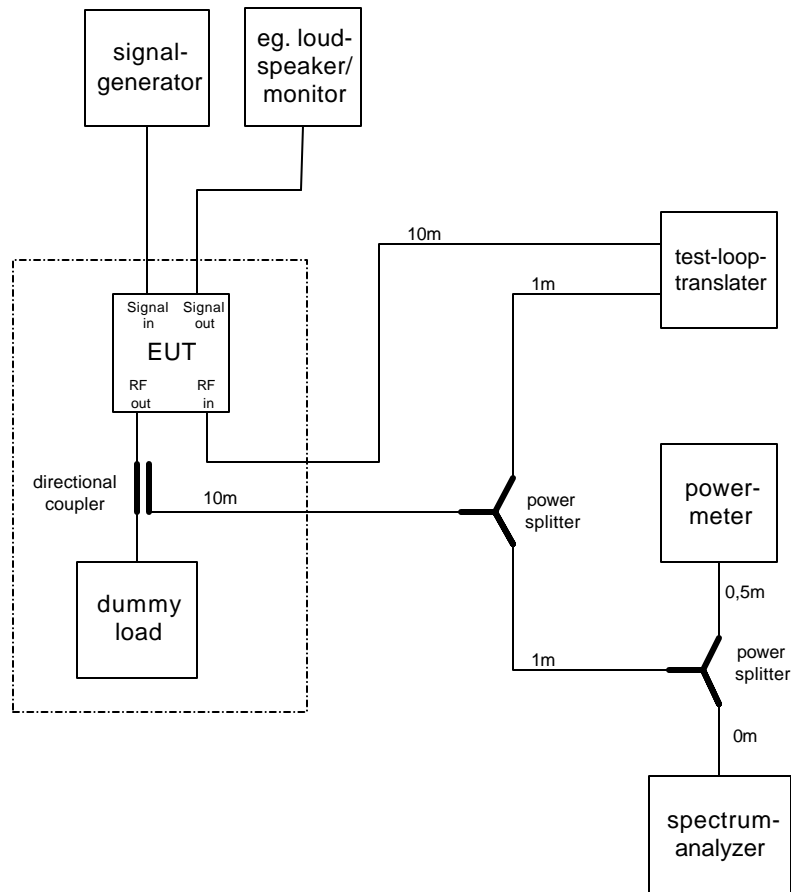 signal-
generator
eg. loud-
speaker/
monitor
10m
test-loop-
translater
1m
Signal
in
Signal
out
EUT
RF
out
RF
in
directional
coupler
10m
power
splitter
power-
meter
dummy
load
0,5m
1m
power
splitter
0m
spectrum-
analyzer